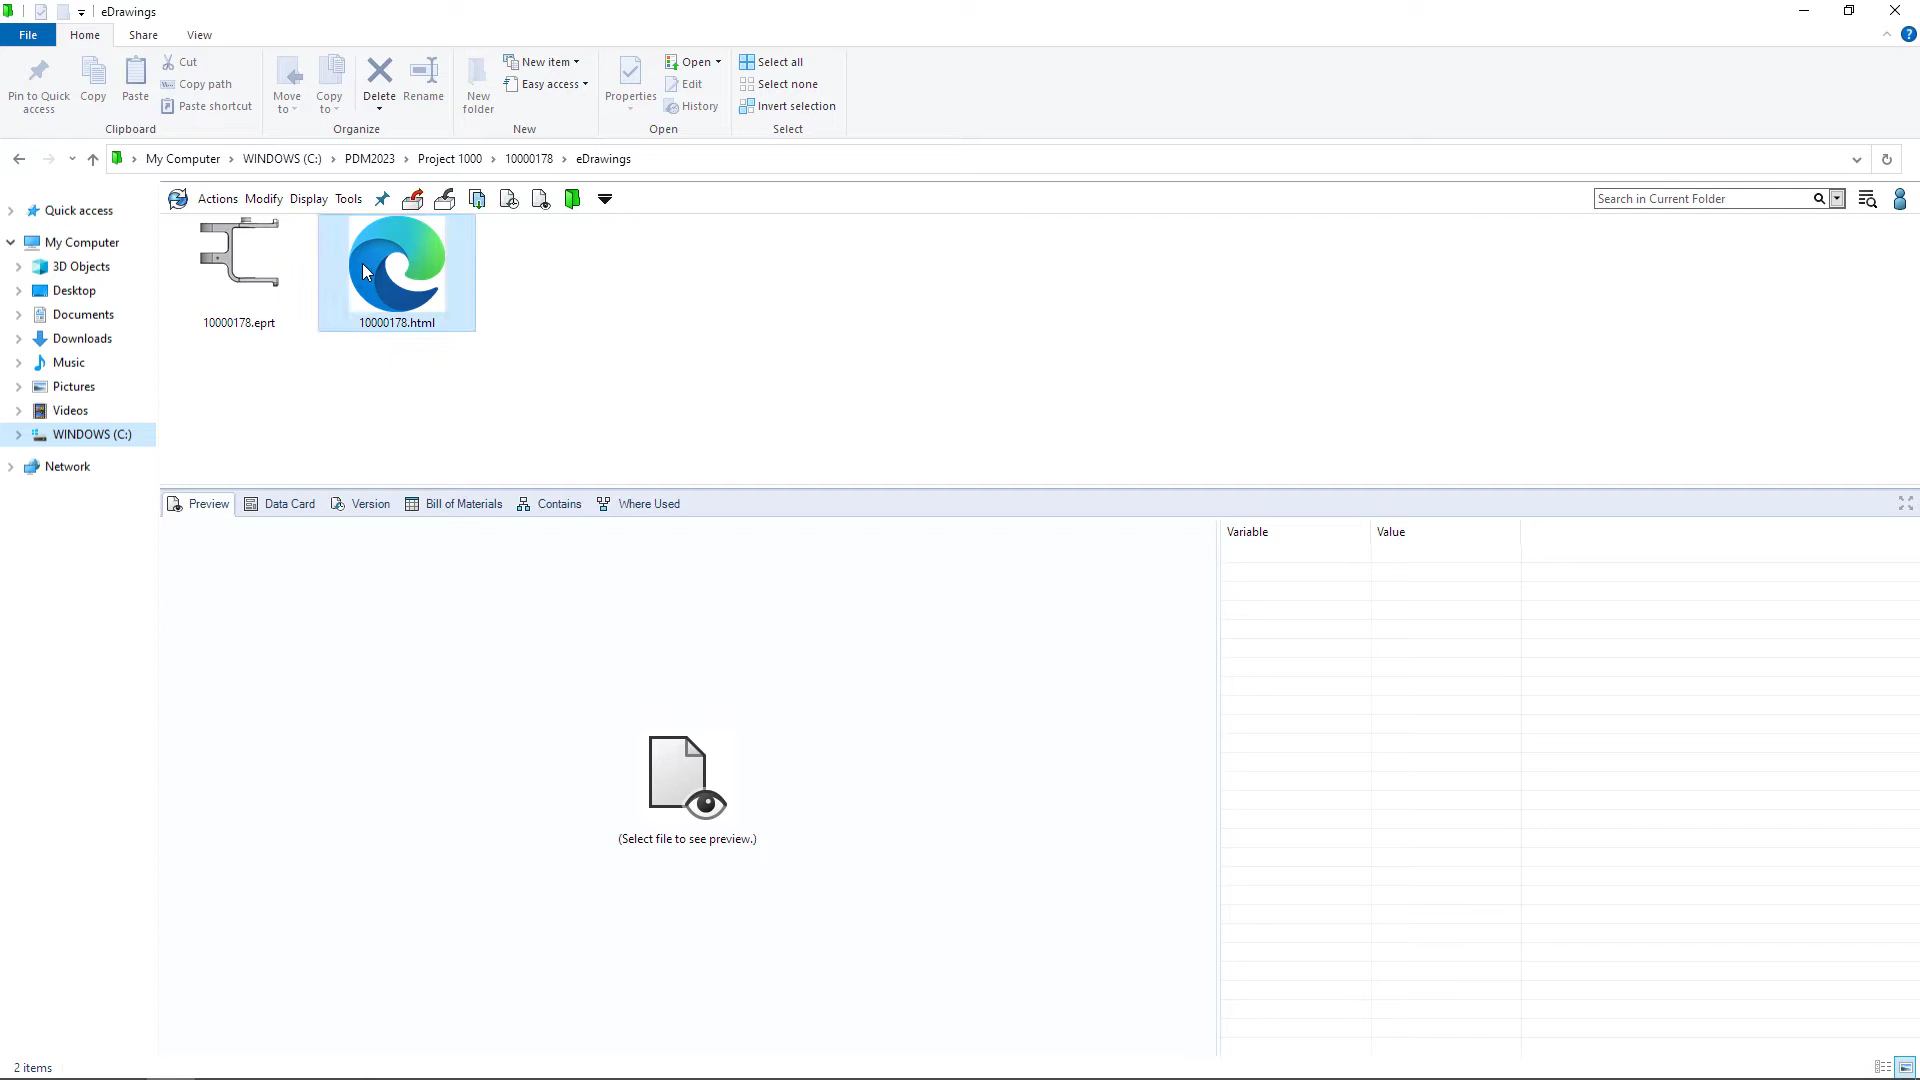 eDrawings
File Home Share View
Pin to Quick access
Copy
Paste
Cut
Copy path
Paste shortcut
Clipboard
Move to
Copy to
Delete
Rename
Organize
New folder
New item
Easy access
New
Properties
Open
Edit
History
Open
Select all
Select none
Invert selection
Select
My Computer WINDOWS (C:) PDM2023 Project 1000 10000178 eDrawings
Actions Modify Display Tools
Search in Current Folder
Quick access
My Computer
3D Objects
Desktop
Documents
Downloads
Music
Pictures
Videos
WINDOWS (C:)
Network
10000178.eprt
10000178.html
Preview Data Card Version Bill of Materials Contains Where Used
Variable Value
(Select file to see preview.)
2 items